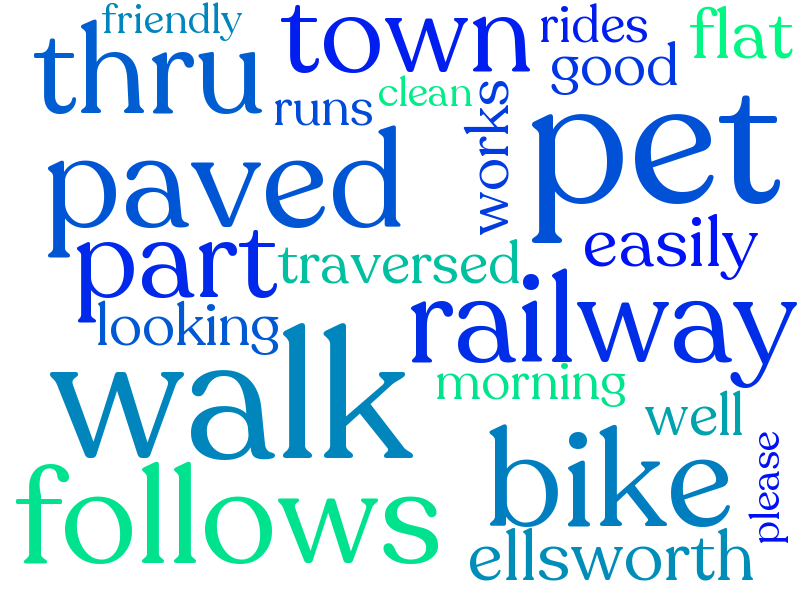 friendly
thru
town
rides
flat
good
clean
runs
works
pet
paved
part
easily
traversed
looking
railway
walk
morning
well
bike
please
follows
ellsworth